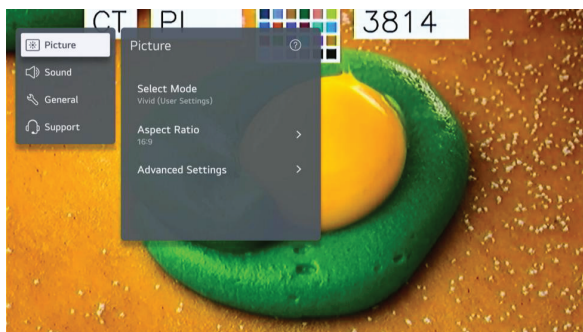 CT
PI
3814
Picture
Sound
General
Support
Picture
?
Select Mode
Vivid (User Settings)
Aspect Ratio
16:9
Advanced Settings